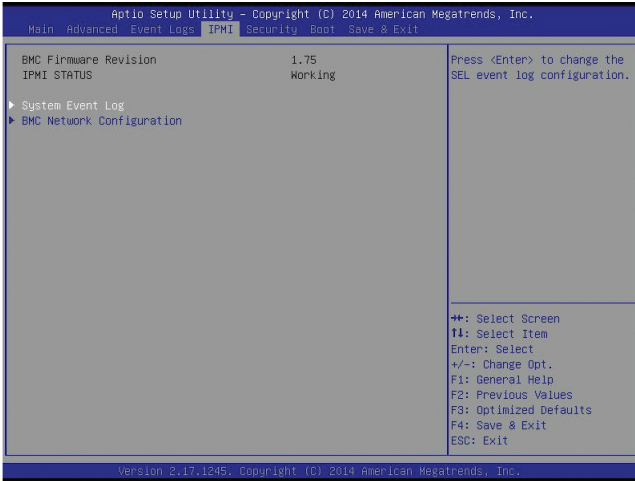 Aptio Setup Utility – Copyright (C) 2014 American Megatrends, Inc.
Main Advanced Event Logs IPMI Security Boot Save & Exit
BMC Firmware Revision 1.75
IPMI STATUS Working
System Event Log
BMC Network Configuration
Press <Enter> to change the
SEL event log configuration.
→←: Select Screen
↑↓: Select Item
Enter: Select
+/-: Change Opt.
F1: General Help
F2: Previous Values
F3: Optimized Defaults
F4: Save & Exit
ESC: Exit
Version 2.17.1245. Copyright (C) 2014 American Megatrends, Inc.